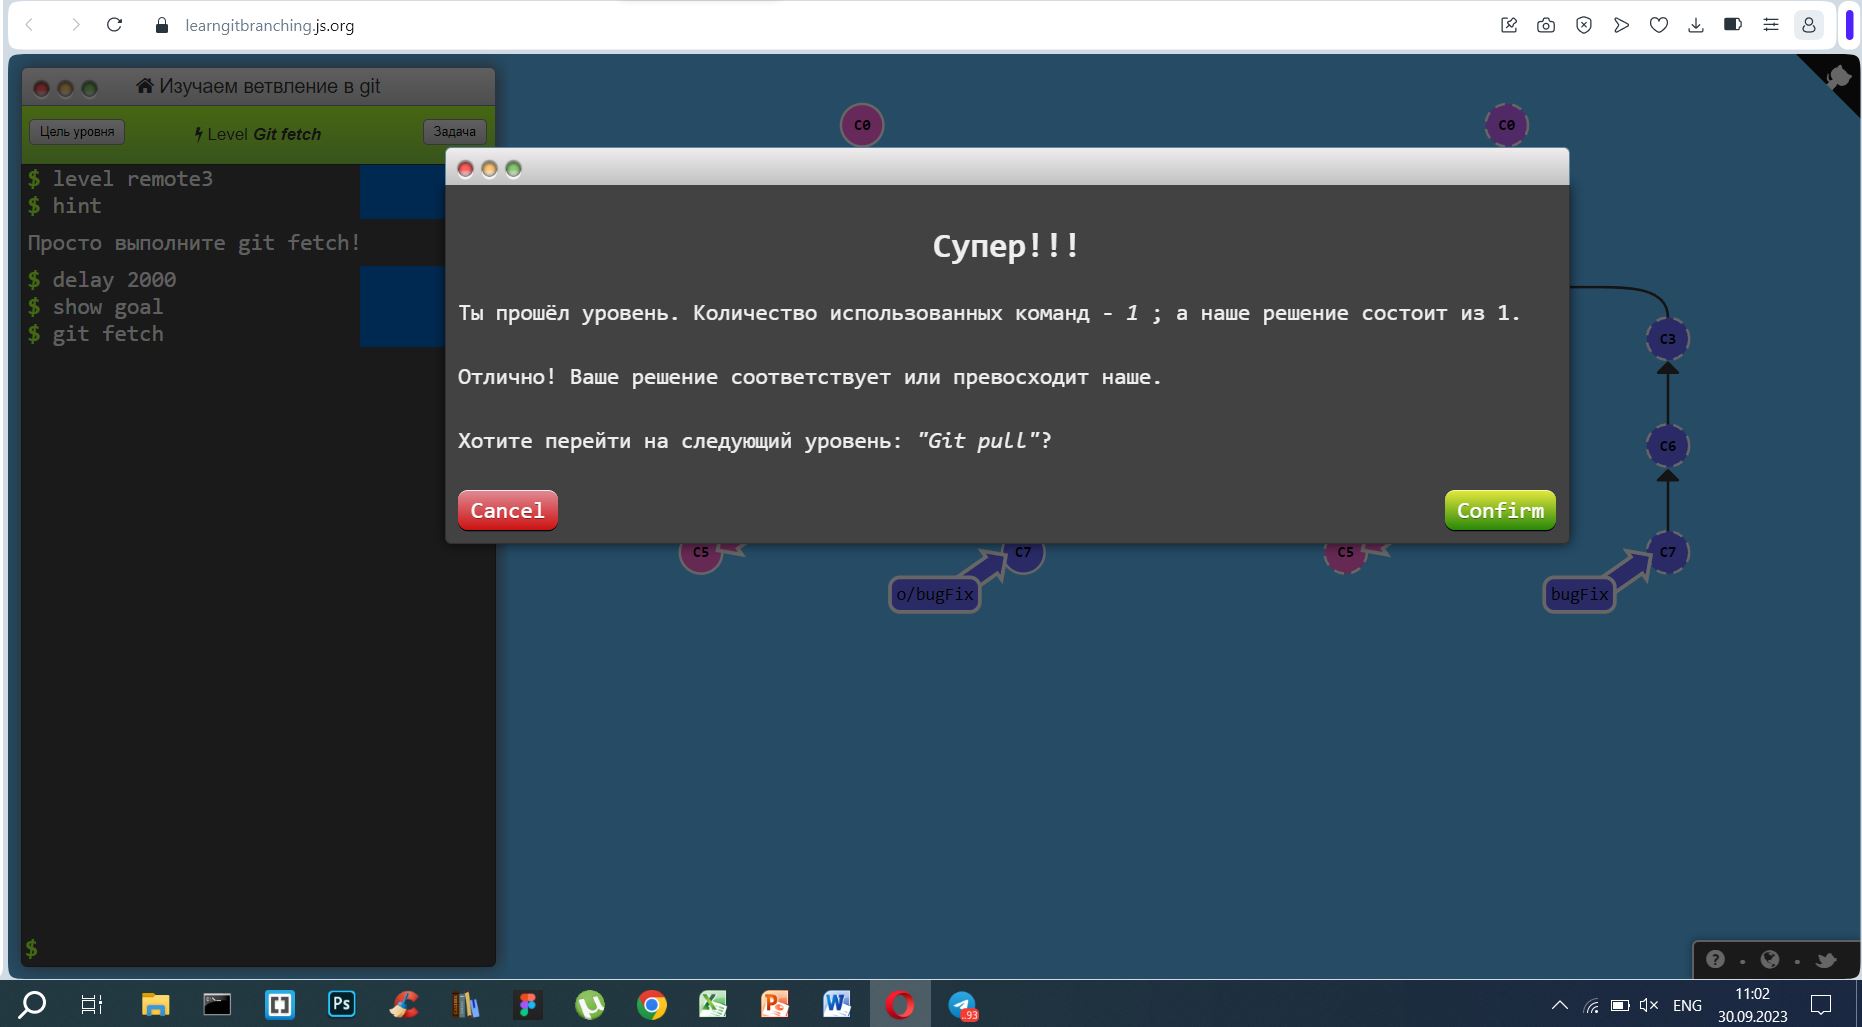 learngitbranching.js.org
Изучаем ветвление в git
Цель уровня
Level Git fetch
Задача
$ level remote3
$ hint
Просто выполните git fetch!
$ delay 2000
$ show goal
$ git fetch
$
C0
C0
Супер!!!
Ты прошёл уровень. Количество использованных команд - 1 ; а наше решение состоит из 1.
Отлично! Ваше решение соответствует или превосходит наше.
Хотите перейти на следующий уровень: "Git pull"?
Cancel
Confirm
C3
C6
C5
C7
C5
C7
o/bugFix
bugFix
?
Ps
X
P
W
..93
ENG
11:02
30.09.2023